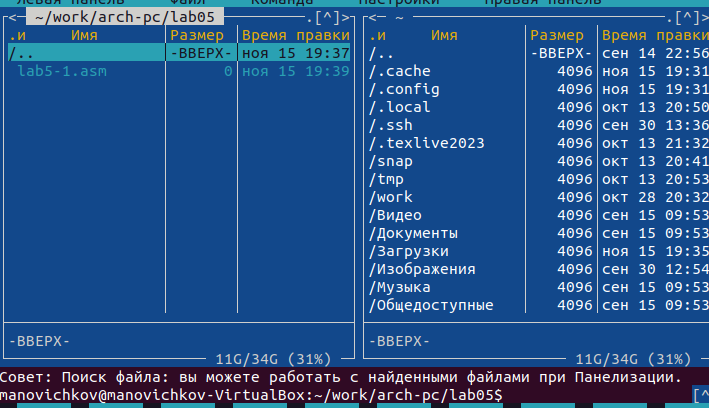 Левая панель Файл Команда Настройки Правая панель
<─ ~/work/arch-pc/lab05 ─.[^]> <─ ~ ─.[^]>
.и Имя Размер Время правки .и Имя Размер Время правки
/.. -ВВЕРХ- ноя 15 19:37 /.. -ВВЕРХ- сен 14 22:56
lab5-1.asm 0 ноя 15 19:39 /.cache 4096 ноя 15 19:31
/.config 4096 ноя 15 19:31
/.local 4096 окт 13 20:50
/.ssh 4096 сен 30 13:36
/.texlive2023 4096 окт 13 21:32
/snap 4096 окт 13 20:41
/tmp 4096 окт 13 20:53
/work 4096 окт 28 20:32
/Видео 4096 сен 15 09:53
/Документы 4096 сен 15 09:53
/Загрузки 4096 ноя 15 19:35
/Изображения 4096 сен 30 12:54
/Музыка 4096 сен 15 09:53
/Общедоступные 4096 сен 15 09:53
-ВВЕРХ- -ВВЕРХ-
11G/34G (31%) 11G/34G (31%)
Совет: Поиск файла: вы можете работать с найденными файлами при Панелизации.
manovichkov@manovichkov-VirtualBox:~/work/arch-pc/lab05$ [^